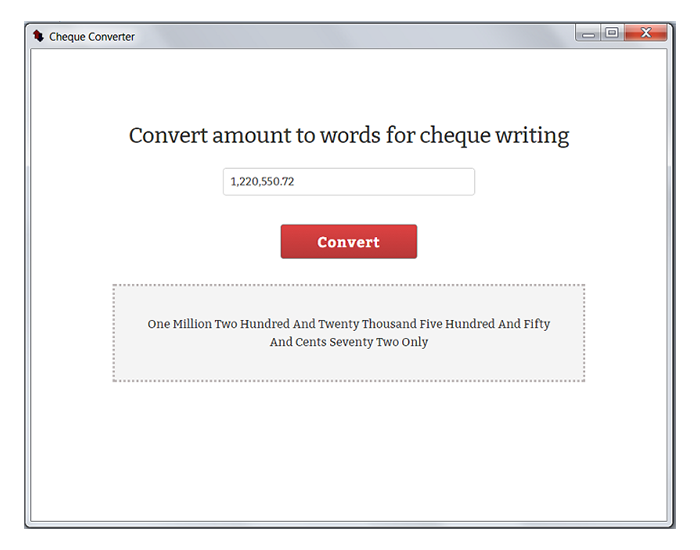 Cheque Converter
Convert amount to words for cheque writing
1,220,550.72
Convert
One Million Two Hundred And Twenty Thousand Five Hundred And Fifty
And Cents Seventy Two Only